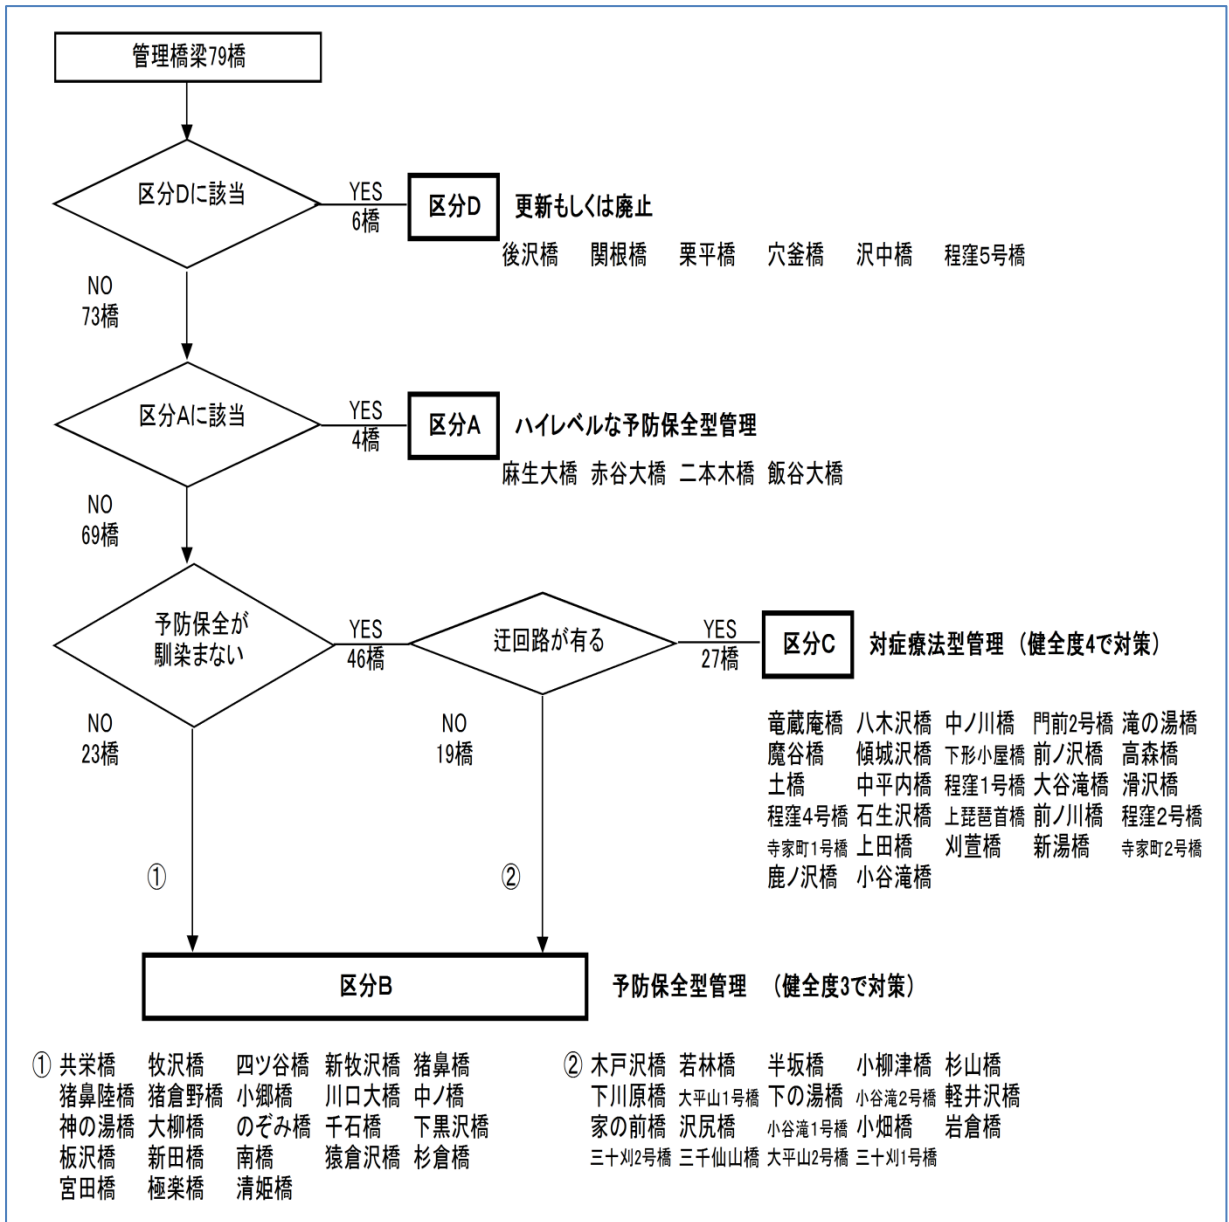 管理橋梁79橋
区分Dに該当
YES
6橋
区分D
更新もしくは廃止
後沢橋 関根橋 栗平橋 穴釜橋 沢中橋 程窪5号橋
NO
73橋
区分Aに該当
YES
4橋
区分A
ハイレベルな予防保全型管理
麻生大橋 赤谷大橋 二本木橋 飯谷大橋
NO
69橋
予防保全が
馴染まない
YES
46橋
迂回路が有る
YES
27橋
区分C
対症療法型管理 (健全度4で対策)
NO
23橋
NO
19橋
竜蔵庵橋 八木沢橋 中ノ川橋 門前2号橋 滝の湯橋
魔谷橋 傾城沢橋 下形小屋橋 前ノ沢橋 高森橋
土橋 中平内橋 程窪1号橋 大谷滝橋 滑沢橋
程窪4号橋 石生沢橋 上琵琶首橋 前ノ川橋 程窪2号橋
寺家町1号橋 上田橋 刈萱橋 新湯橋 寺家町2号橋
鹿ノ沢橋 小谷滝橋
①
②
区分B
予防保全型管理 (健全度3で対策)
① 共栄橋 牧沢橋 四ツ谷橋 新牧沢橋 猪鼻橋
猪鼻陸橋 猪倉野橋 小郷橋 川口大橋 中ノ橋
神の湯橋 大柳橋 のぞみ橋 千石橋 下黒沢橋
板沢橋 新田橋 南橋 猿倉沢橋 杉倉橋
宮田橋 極楽橋 清姫橋
② 木戸沢橋 若林橋 半坂橋 小柳津橋 杉山橋
下川原橋 大平山1号橋 下の湯橋 小谷滝2号橋 軽井沢橋
家の前橋 沢尻橋 小谷滝1号橋 小畑橋 岩倉橋
三十刈2号橋 三千仙山橋 大平山2号橋 三十刈1号橋